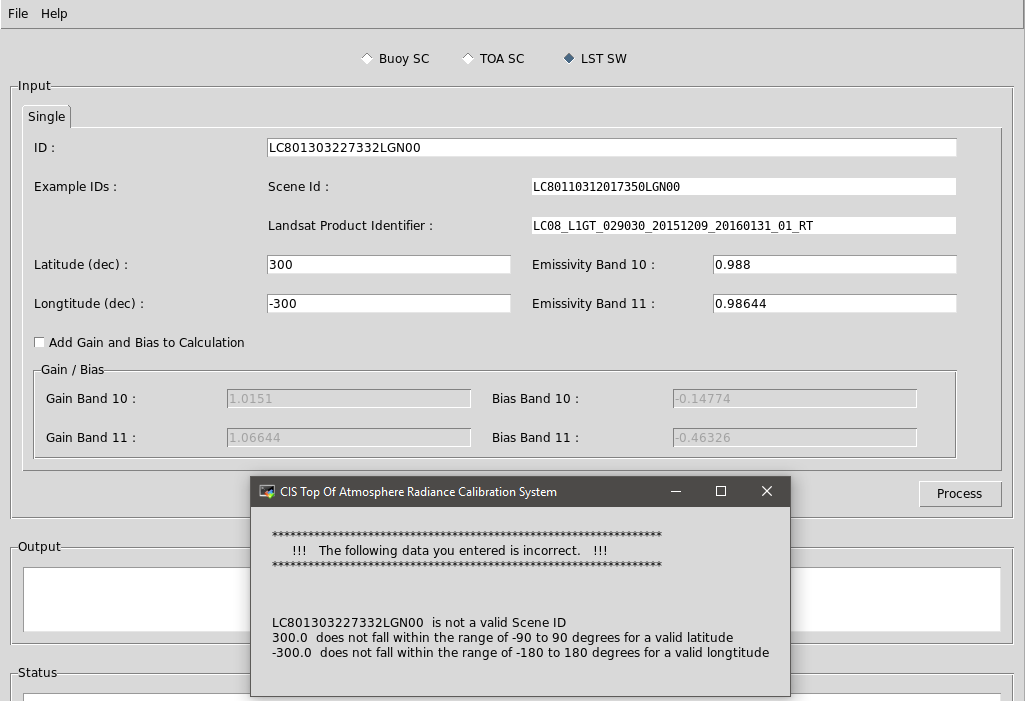 File Help
Buoy SC TOA SC LST SW
Input
Single
ID : LC801303227332LGN00
Example IDs : Scene Id : LC80110312017350LGN00
Landsat Product Identifier : LC08_L1GT_029030_20151209_20160131_01_RT
Latitude (dec) : 300 Emissivity Band 10 : 0.988
Longtitude (dec) : -300 Emissivity Band 11 : 0.98644
Add Gain and Bias to Calculation
Gain / Bias
Gain Band 10 : 1.0151 Bias Band 10 : -0.14774
Gain Band 11 : 1.06644 Bias Band 11 : -0.46326
Process
CIS Top Of Atmosphere Radiance Calibration System
*****************************************************************
!!! The following data you entered is incorrect. !!!
*****************************************************************
LC801303227332LGN00 is not a valid Scene ID
300.0 does not fall within the range of -90 to 90 degrees for a valid latitude
-300.0 does not fall within the range of -180 to 180 degrees for a valid longtitude
Output
Status